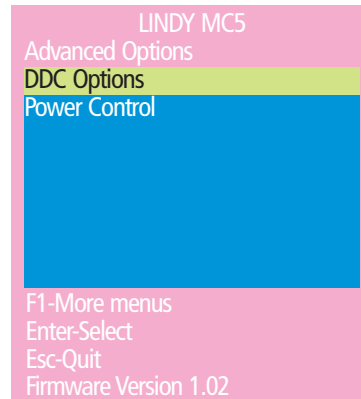 LINDY MC5
Advanced Options
DDC Options
Power Control
F1-More menus
Enter-Select
Esc-Quit
Firmware Version 1.02